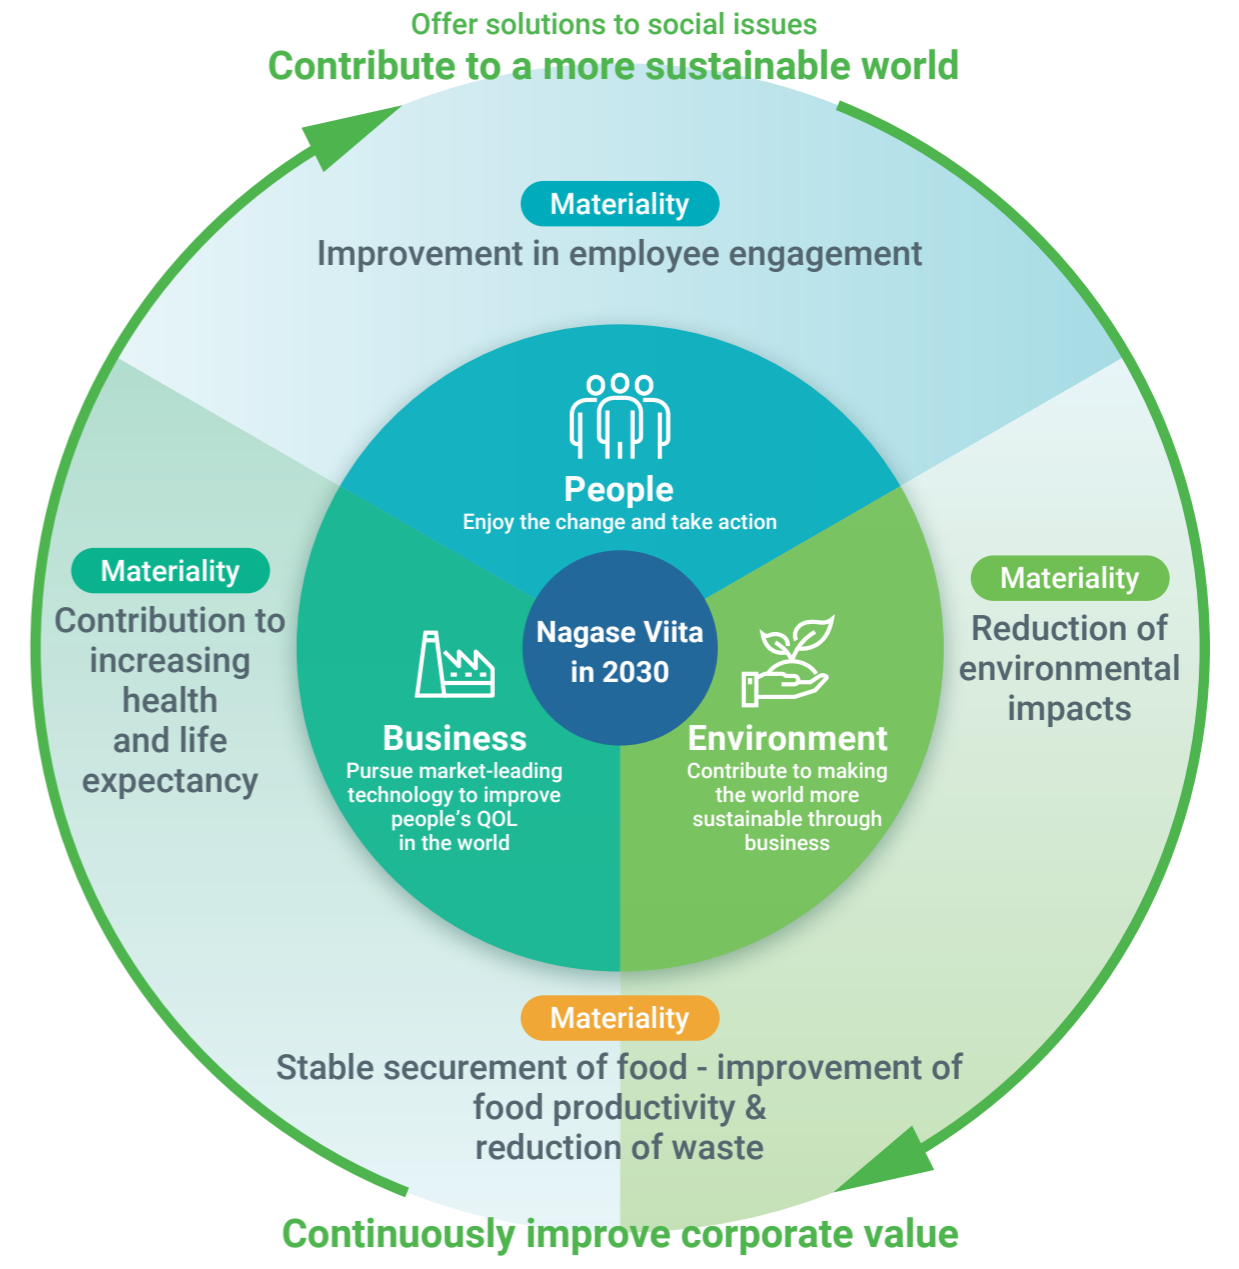 Offer solutions to social issues
Contribute to a more sustainable world
Materiality
Improvement in employee engagement
People
Enjoy the change and take action
Materiality
Contribution to
increasing
health
and life
expectancy
Nagase Viita
in 2030
Business
Pursue market-leading
technology to improve
people's QOL
in the world
Environment
Contribute to making
the world more
sustainable through
business
Materiality
Reduction of
environmental
impacts
Materiality
Stable securement of food - improvement of
food productivity &
reduction of waste
Continuously improve corporate value